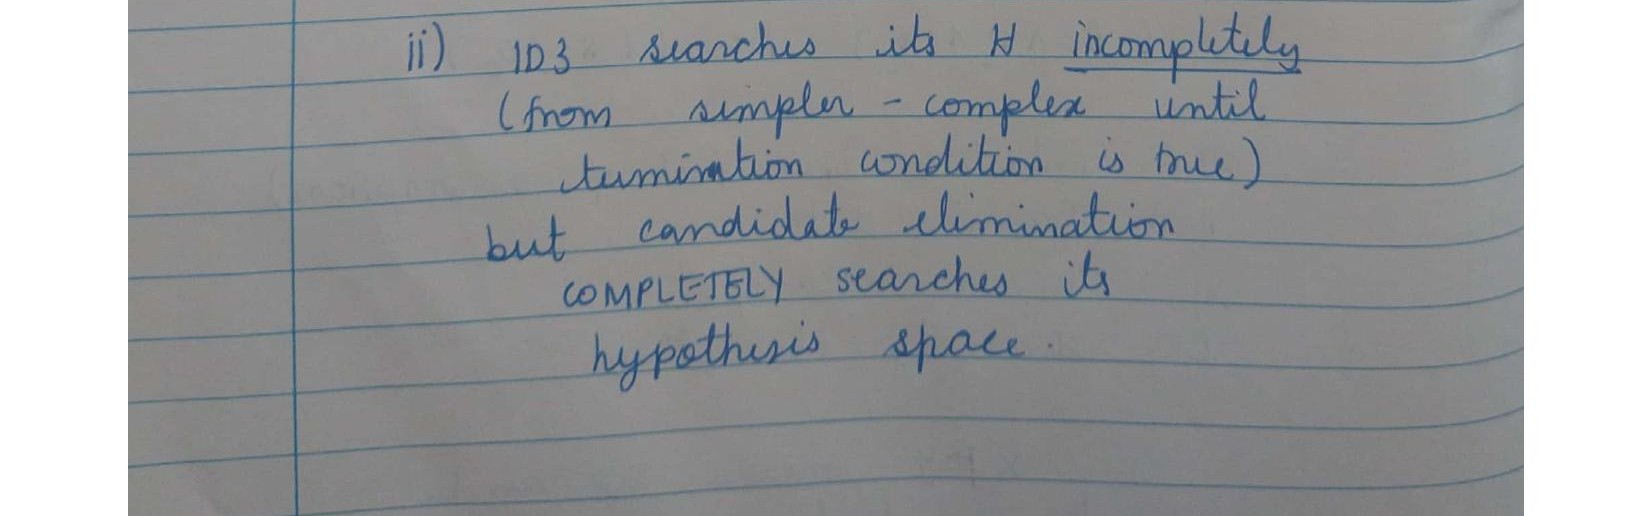 ii) ID3 searches its H incompletely
(from simpler - complex until
termination condition is true)
but candidate elimination
COMPLETELY searches its
hypothesis space.